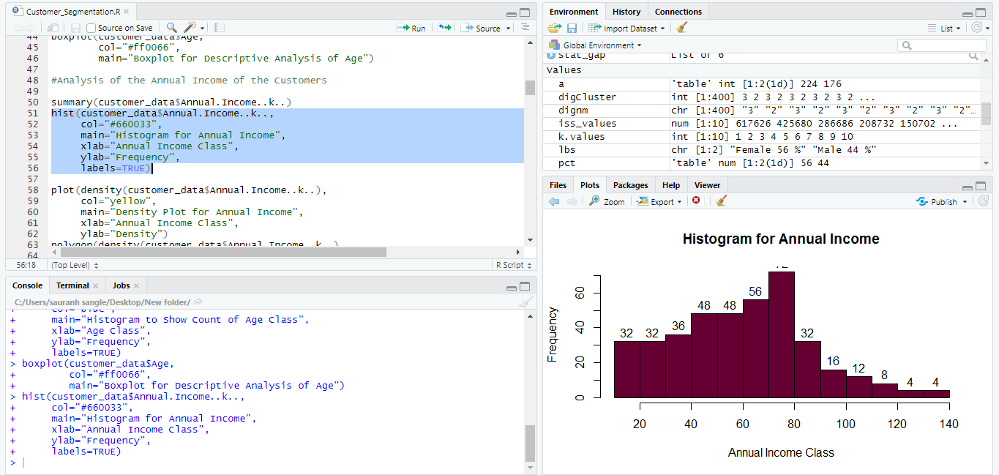 Customer_Segmentation.R
Source on Save
Run
Source
44 boxplot(customer_data$Age,
45 col="#ff0066",
46 main="Boxplot for Descriptive Analysis of Age")
47
48 #Analysis of the Annual Income of the Customers
49
50 summary(customer_data$Annual.Income..k..)
51 hist(customer_data$Annual.Income..k..,
52 col="#660033",
53 main="Histogram for Annual Income",
54 xlab="Annual Income Class",
55 ylab="Frequency",
56 labels=TRUE)
57
58 plot(density(customer_data$Annual.Income..k..),
59 col="yellow",
60 main="Density Plot for Annual Income",
61 xlab="Annual Income Class",
62 ylab="Density")
63 polygon(density(customer_data$Annual.Income..k..)
64
56:18 (Top Level) R Script
Console Terminal Jobs
C:/Users/sauranh sangle/Desktop/New folder/
+ col="blue",
+ main="Histogram to Show Count of Age Class",
+ xlab="Age Class",
+ ylab="Frequency",
+ labels=TRUE)
> boxplot(customer_data$Age,
+ col="#ff0066",
+ main="Boxplot for Descriptive Analysis of Age")
> hist(customer_data$Annual.Income..k..,
+ col="#660033",
+ main="Histogram for Annual Income",
+ xlab="Annual Income Class",
+ ylab="Frequency",
+ labels=TRUE)
>
Environment History Connections
Import Dataset List
Global Environment
stat_gap List of 6
Values
a 'table' int [1:2(1d)] 224 176
digCluster int [1:400] 3 2 3 2 3 2 3 2 3 2 ...
dignm chr [1:400] "3" "2" "3" "2" "3" "2" "3" "2" "3" "2"…
iss_values num [1:10] 617626 425680 286686 208732 150702 ...
k.values int [1:10] 1 2 3 4 5 6 7 8 9 10
lbs chr [1:2] "Female 56 %" "Male 44 %"
pct 'table' num [1:2(1d)] 56 44
Files Plots Packages Help Viewer
Zoom Export Publish
Histogram for Annual Income
Frequency
0 20 40 60
32 32 36 48 48 56 72 32 16 12 8 4 4
20 40 60 80 100 120 140
Annual Income Class